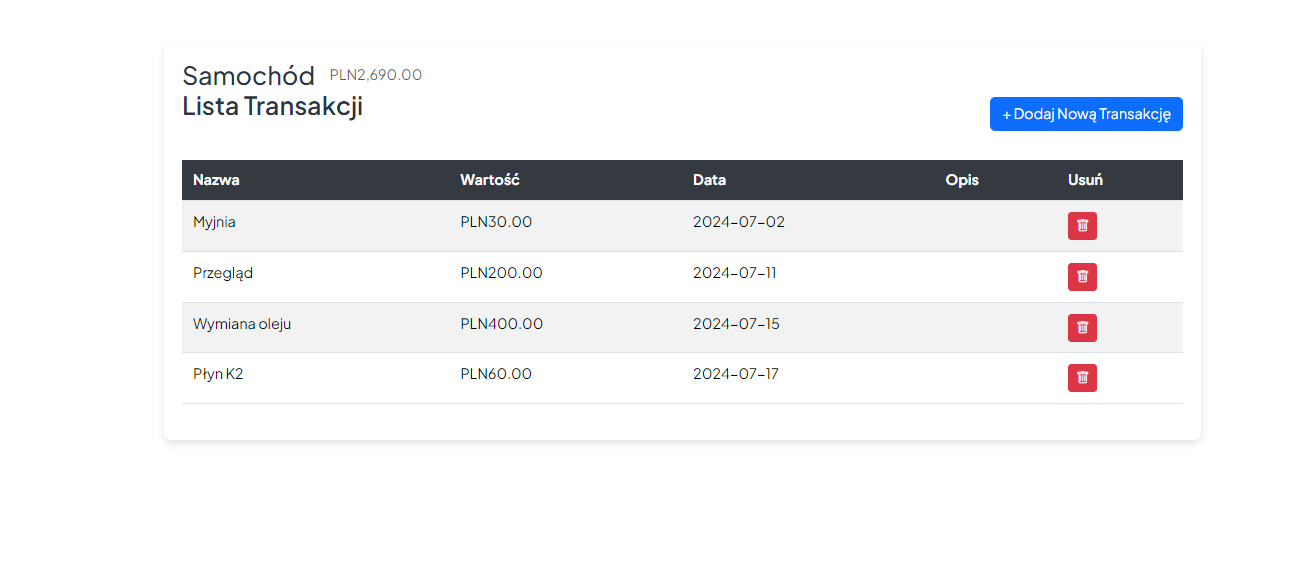 Samochód PLN2,690.00
Lista Transakcji
+ Dodaj Nową Transakcję
Nazwa Wartość Data Opis Usuń
Myjnia PLN30.00 2024-07-02
Przegląd PLN200.00 2024-07-11
Wymiana oleju PLN400.00 2024-07-15
Płyn K2 PLN60.00 2024-07-17